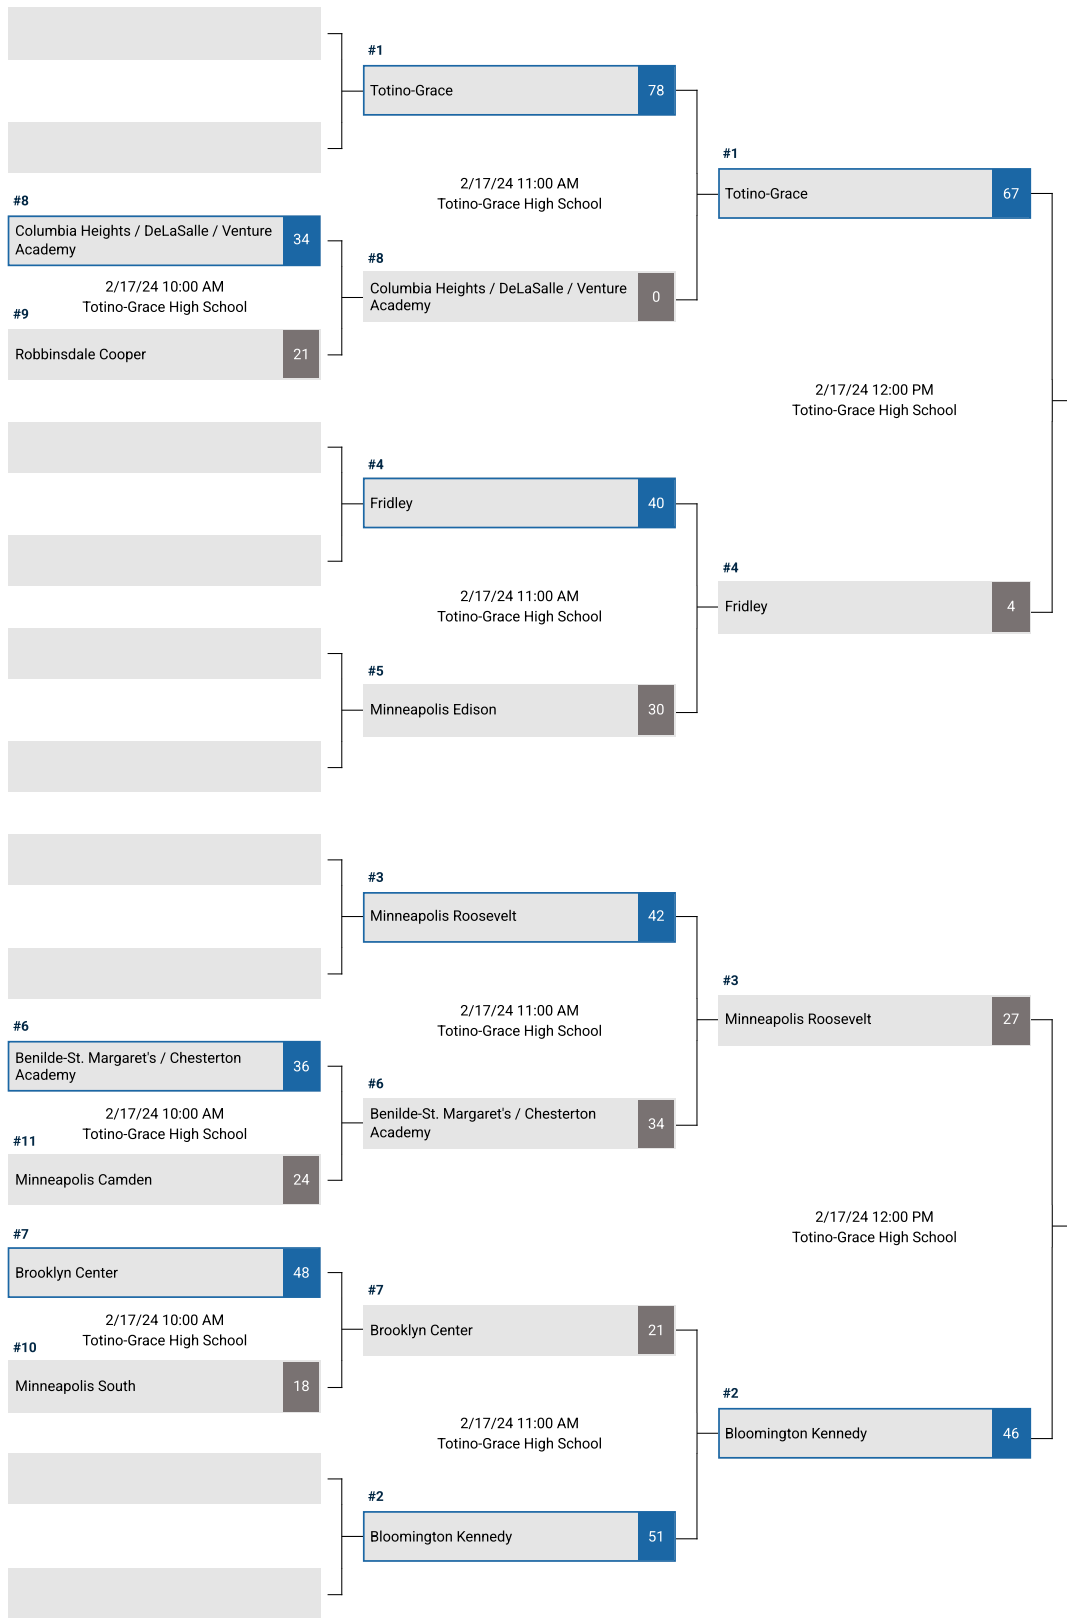 #8
Columbia Heights / DeLaSalle / Venture
Academy
34
2/17/24 10:00 AM
Totino-Grace High School
#9
Robbinsdale Cooper
21
#6
Benilde-St. Margaret's / Chesterton
Academy
36
2/17/24 10:00 AM
Totino-Grace High School
#11
Minneapolis Camden
24
#7
Brooklyn Center
48
2/17/24 10:00 AM
Totino-Grace High School
#10
Minneapolis South
18
#1
Totino-Grace
78
2/17/24 11:00 AM
Totino-Grace High School
#8
Columbia Heights / DeLaSalle / Venture
Academy
0
#4
Fridley
40
2/17/24 11:00 AM
Totino-Grace High School
#5
Minneapolis Edison
30
#3
Minneapolis Roosevelt
42
2/17/24 11:00 AM
Totino-Grace High School
#6
Benilde-St. Margaret's / Chesterton
Academy
34
#7
Brooklyn Center
21
2/17/24 11:00 AM
Totino-Grace High School
#2
Bloomington Kennedy
51
#1
Totino-Grace
67
2/17/24 12:00 PM
Totino-Grace High School
#4
Fridley
4
#3
Minneapolis Roosevelt
27
2/17/24 12:00 PM
Totino-Grace High School
#2
Bloomington Kennedy
46